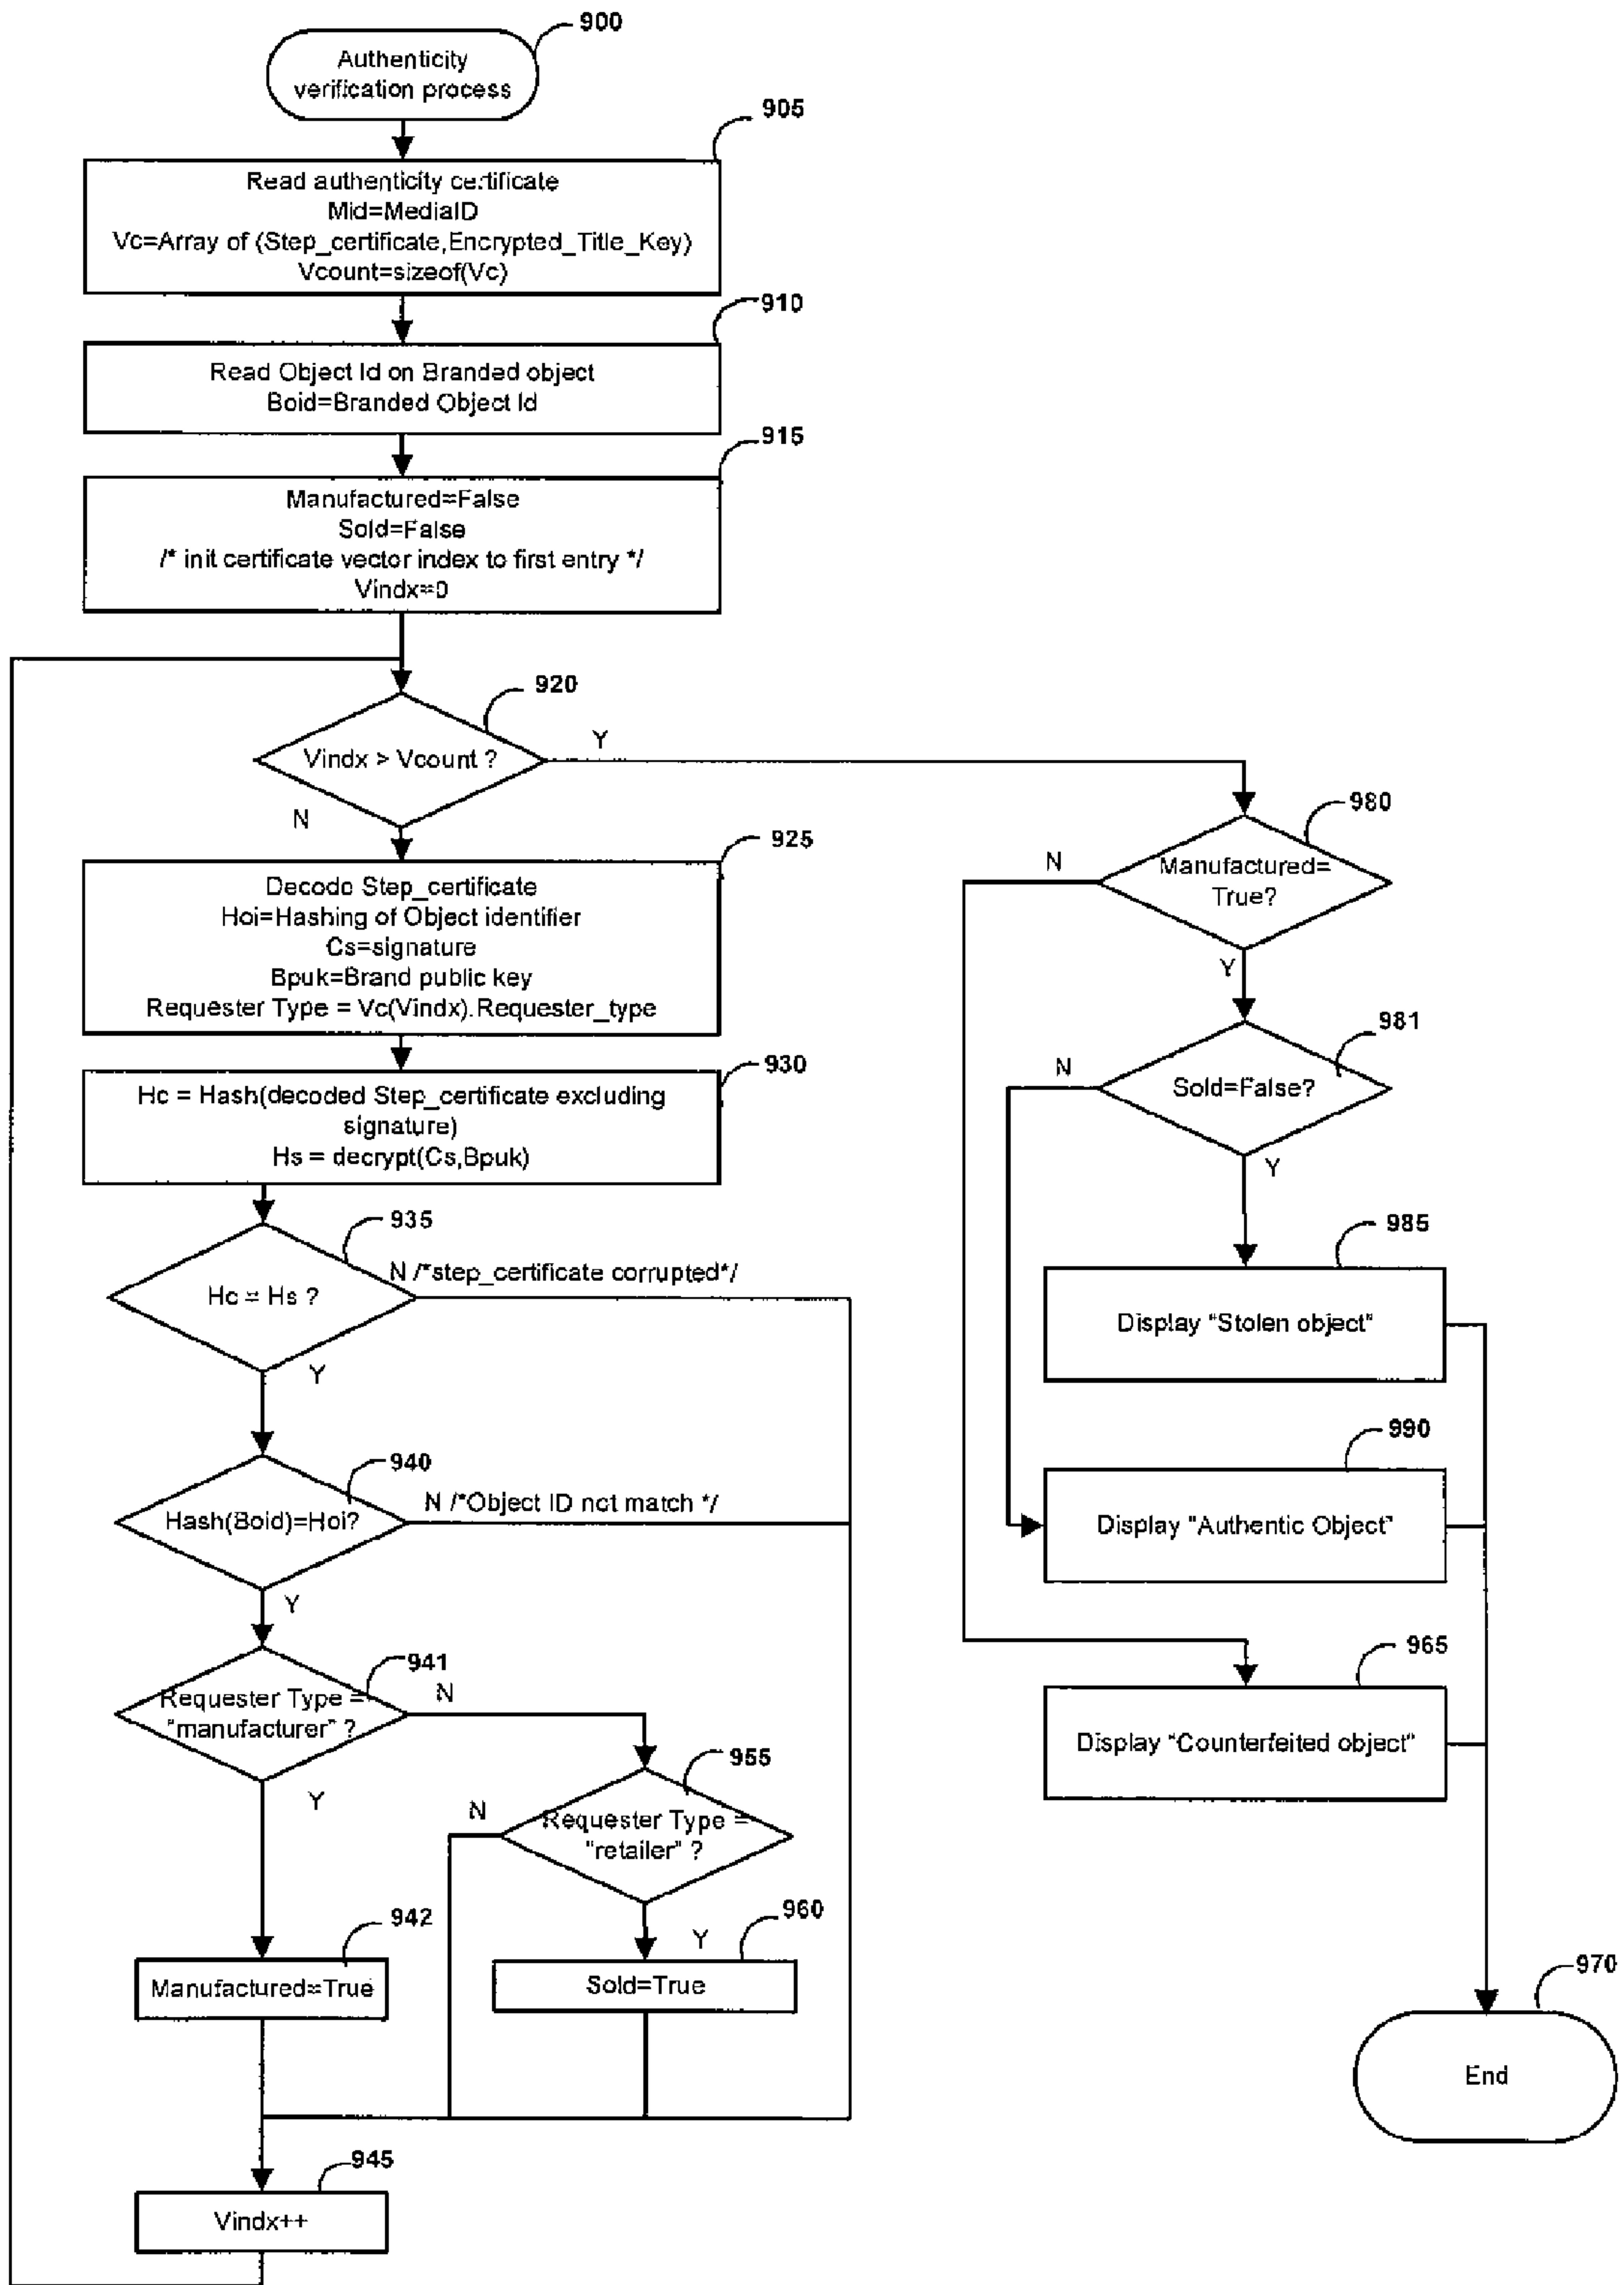 900
Authenticity
verification process
905
Read authenticity certificate
Mid=MediaID
Vc=Array of (Step_certificate,Encrypted_Title_Key)
Vcount=sizeof(Vc)
910
Read Object Id on Branded object
Boid=Branded Object Id
915
Manufactured=False
Sold=False
/* init certificate vector index to first entry */
Vindx=0
920
Vindx > Vcount ?
Y
N
925
Decode Step_certificate
Hoi=Hashing of Object identifier
Cs=signature
Bpuk=Brand public key
Requester Type = Vc(Vindx).Requester_type
930
Hc = Hash(decoded Step_certificate excluding
signature)
Hs = decrypt(Cs,Bpuk)
935
Hc = Hs ?
N /*step_certificate corrupted*/
Y
940
Hash(Boid)=Hoi?
N /*Object ID not match */
Y
941
Requester Type =
"manufacturer" ?
N
Y
955
Requester Type =
"retailer" ?
N
Y
942
Manufactured=True
960
Sold=True
945
Vindx++
980
Manufactured=
True?
N
Y
981
Sold=False?
N
Y
985
Display "Stolen object"
990
Display "Authentic Object"
965
Display "Counterfeited object"
970
End